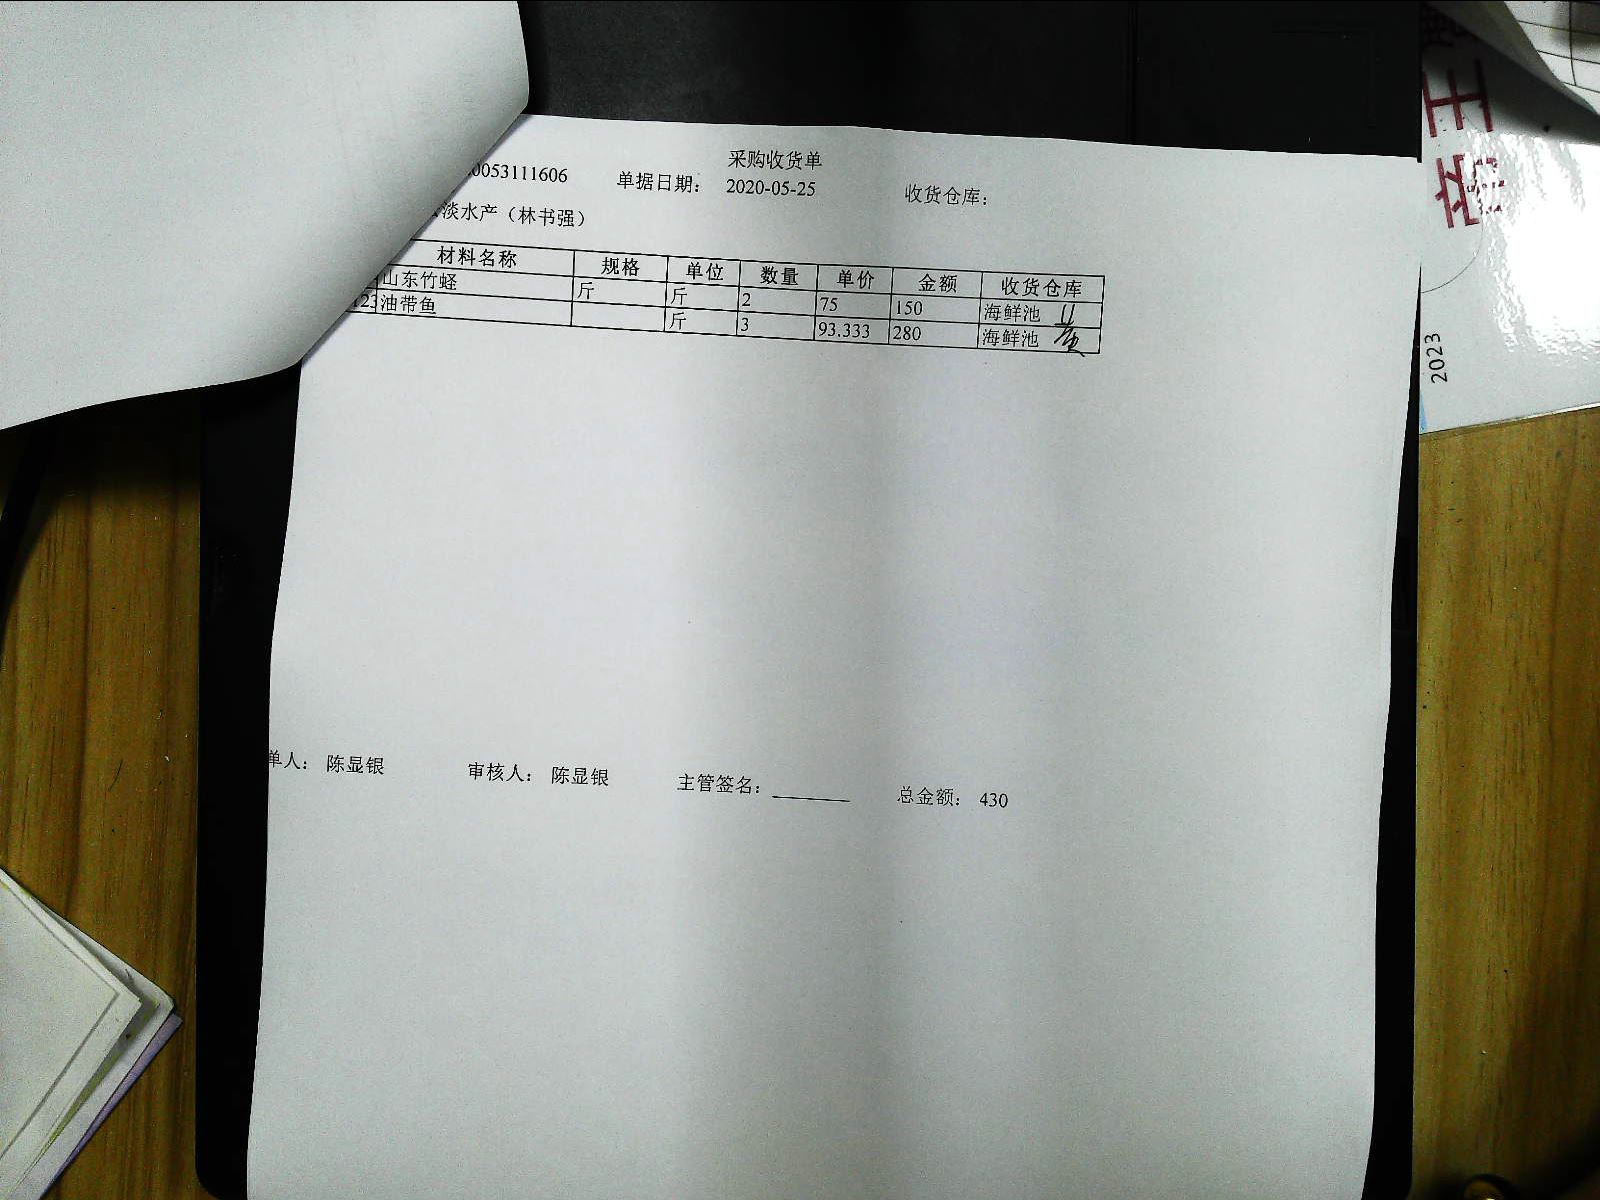 采购收货单
0053111606 单据日期： 2020-05-25 收货仓库：
淡水产（林书强）
材料名称 规格 单位 数量 单价 金额 收货仓库
山东竹蛏 斤 斤 2 75 150 海鲜池
23 油带鱼 斤 3 93.333 280 海鲜池
单人： 陈显银 审核人： 陈显银 主管签名： 总金额： 430
2023